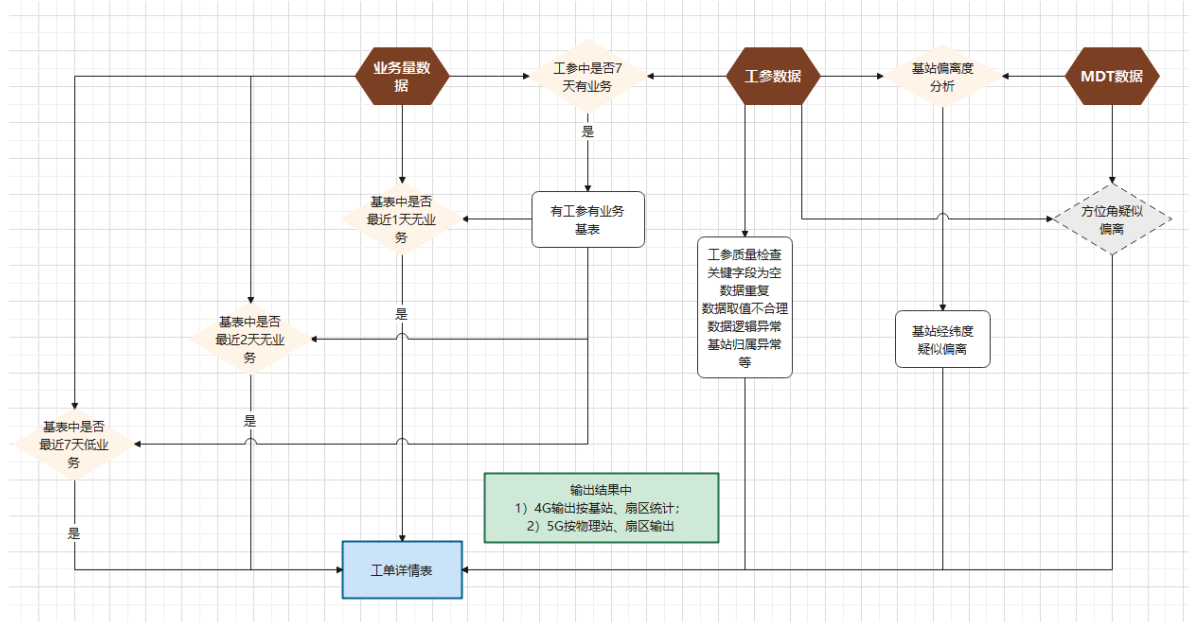 业务量数
据
工参中是否7
天有业务
工参数据
基站偏离度
分析
MDT数据
是
基表中是否
最近1天无业
务
有工参有业务
基表
方位角疑似
偏离
工参质量检查
关键字段为空
数据重复
数据取值不合理
数据逻辑异常
基站归属异常
等
是
基表中是否
最近2天无业
务
基站经纬度
疑似偏离
是
基表中是否
最近7天低业
务
是
输出结果中
1）4G输出按基站、扇区统计；
2）5G按物理站、扇区输出
工单详情表